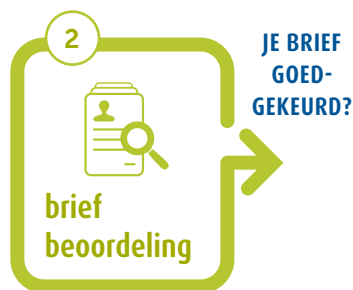 2
JE BRIEF
GOED-
GEKEURD?
brief
beoordeling